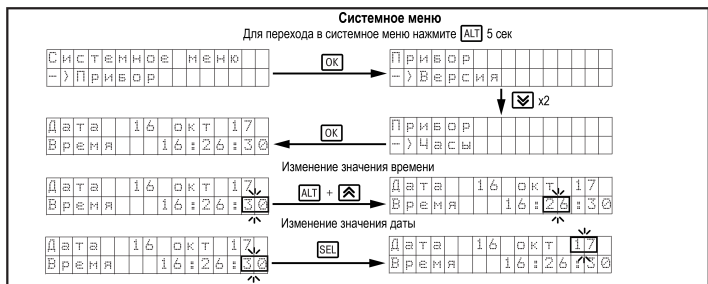 Системное меню
Для перехода в системное меню нажмите ALT 5 сек
Системное меню
->Прибор
OK
Прибор
->Версия
x2
Дата 16 окт 17
Время 16:26:30
OK
Прибор
->Часы
Изменение значения времени
Дата 16 окт 17
Время 16:26:30
ALT +
Дата 16 окт 17
Время 16:26:30
Изменение значения даты
Дата 16 окт 17
Время 16:26:30
SEL
Дата 16 окт 17
Время 16:26:30